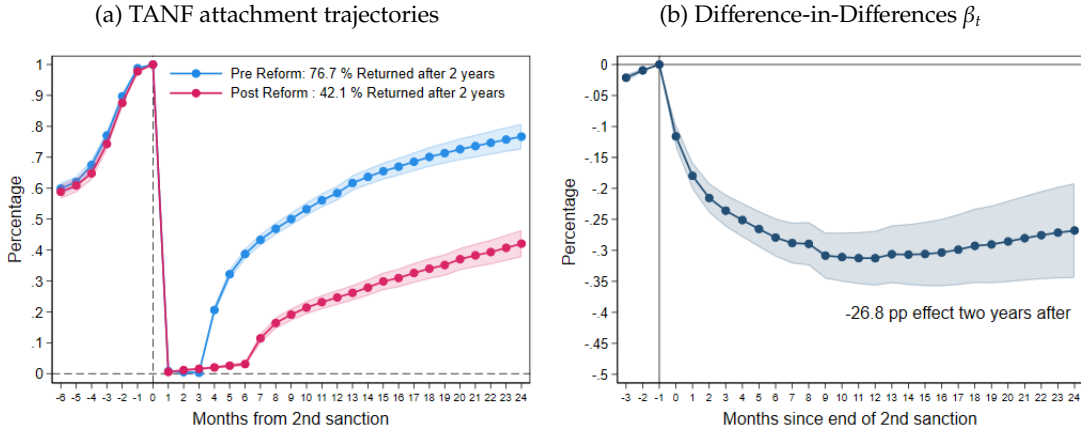 (a) TANF attachment trajectories
Percentage
1
.9
.8
.7
.6
.5
.4
.3
.2
.1
0
Pre Reform: 76.7 % Returned after 2 years
Post Reform : 42.1 % Returned after 2 years
-6 -5 -4 -3 -2 -1 0 1 2 3 4 5 6 7 8 9 10 11 12 13 14 15 16 17 18 19 20 21 22 23 24
Months from 2nd sanction
(b) Difference-in-Differences βt
Percentage
0
-.05
-.1
-.15
-.2
-.25
-.3
-.35
-.4
-.45
-.5
-26.8 pp effect two years after
-3 -2 -1 0 1 2 3 4 5 6 7 8 9 10 11 12 13 14 15 16 17 18 19 20 21 22 23 24
Months since end of 2nd sanction